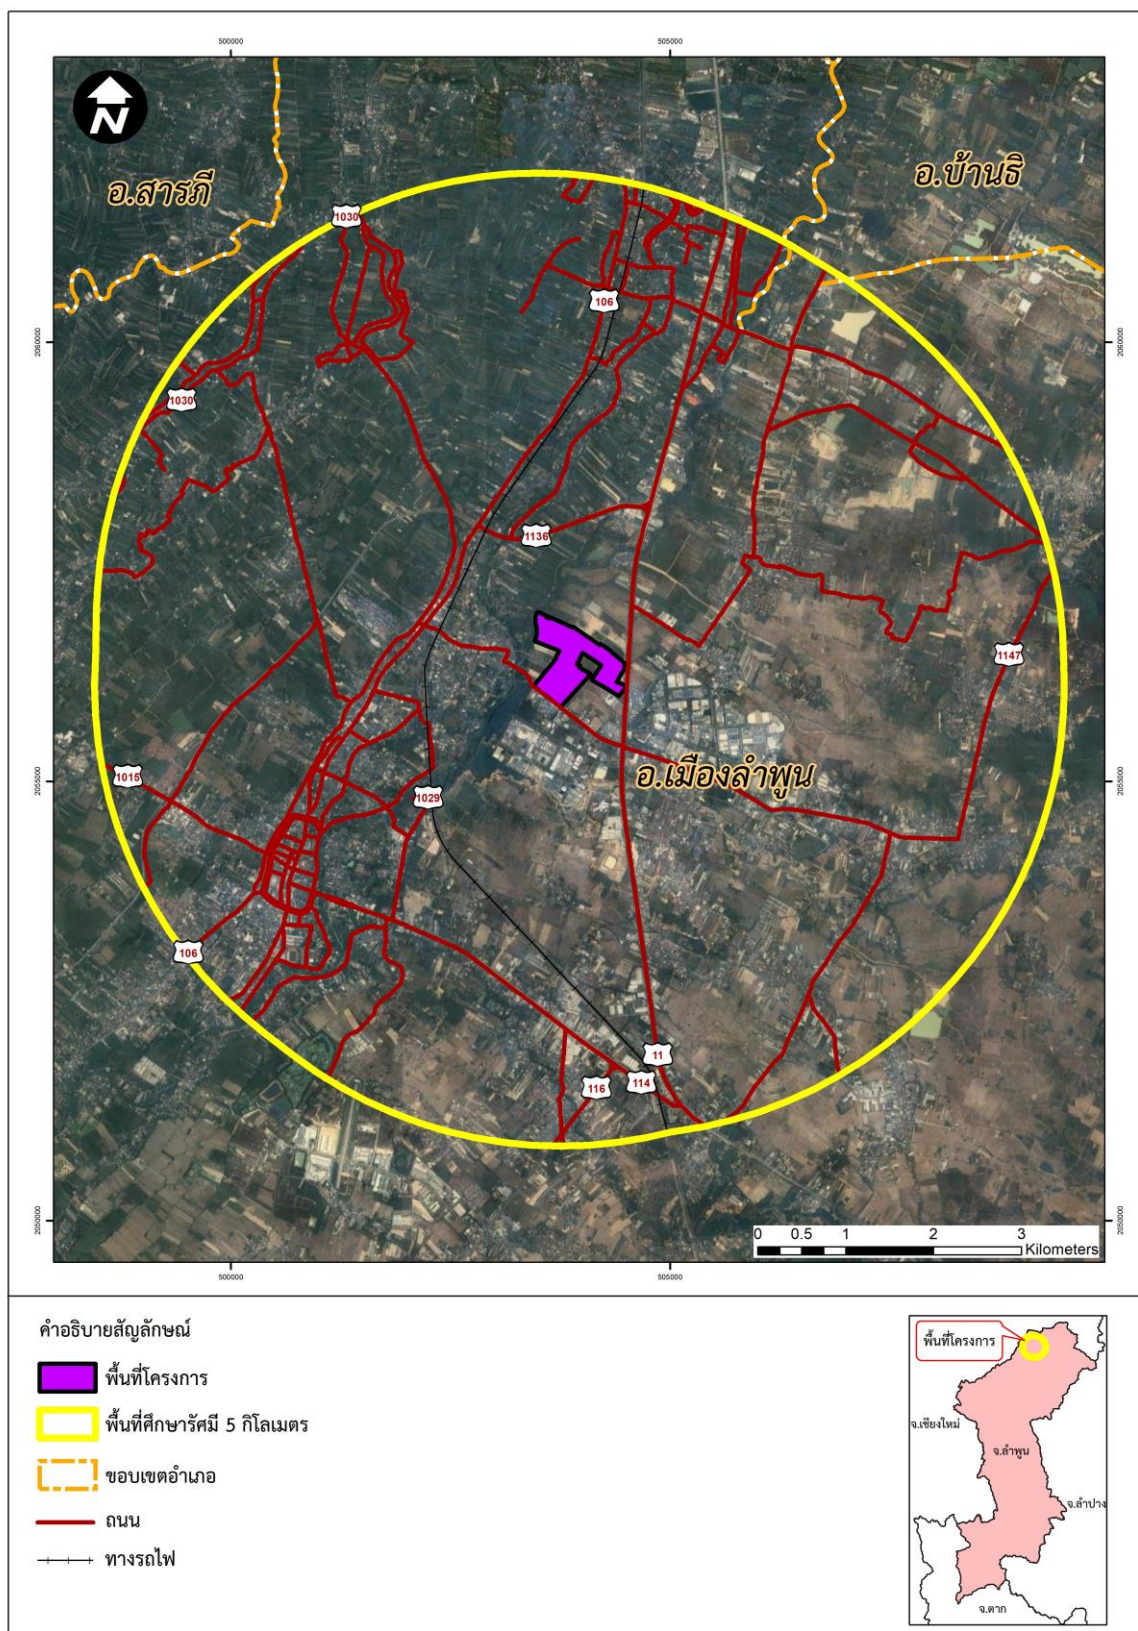 500000
505000
N
อ.สารภี
อ.บ้านธิ
1030
106
2060000
2060000
1030
1136
1147
2055000
1015
1029
อ.เมืองลำพูน
2055000
106
11
114
116
2050000
2050000
0 0.5 1 2 3
Kilometers
500000
505000
คำอธิบายสัญลักษณ์
พื้นที่โครงการ
พื้นที่ศึกษารัศมี 5 กิโลเมตร
ขอบเขตอำเภอ
ถนน
ทางรถไฟ
พื้นที่โครงการ
จ.เชียงใหม่
จ.ลำพูน
จ.ลำปาง
จ.ตาก